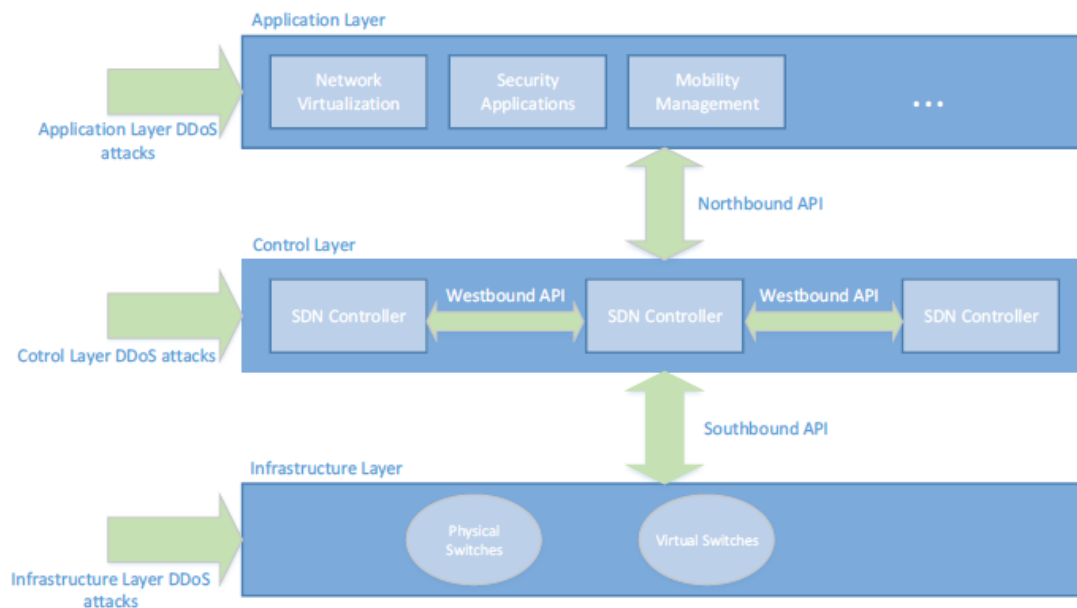 Application Layer
Network
Virtualization
Security
Applications
Mobility
Management
...
Application Layer DDoS
attacks
Northbound API
Control Layer
SDN Controller
Westbound API
SDN Controller
Westbound API
SDN Controller
Cotrol Layer DDoS attacks
Southbound API
Infrastructure Layer
Physical
Switches
Virtual Switches
Infrastructure Layer DDoS
attacks